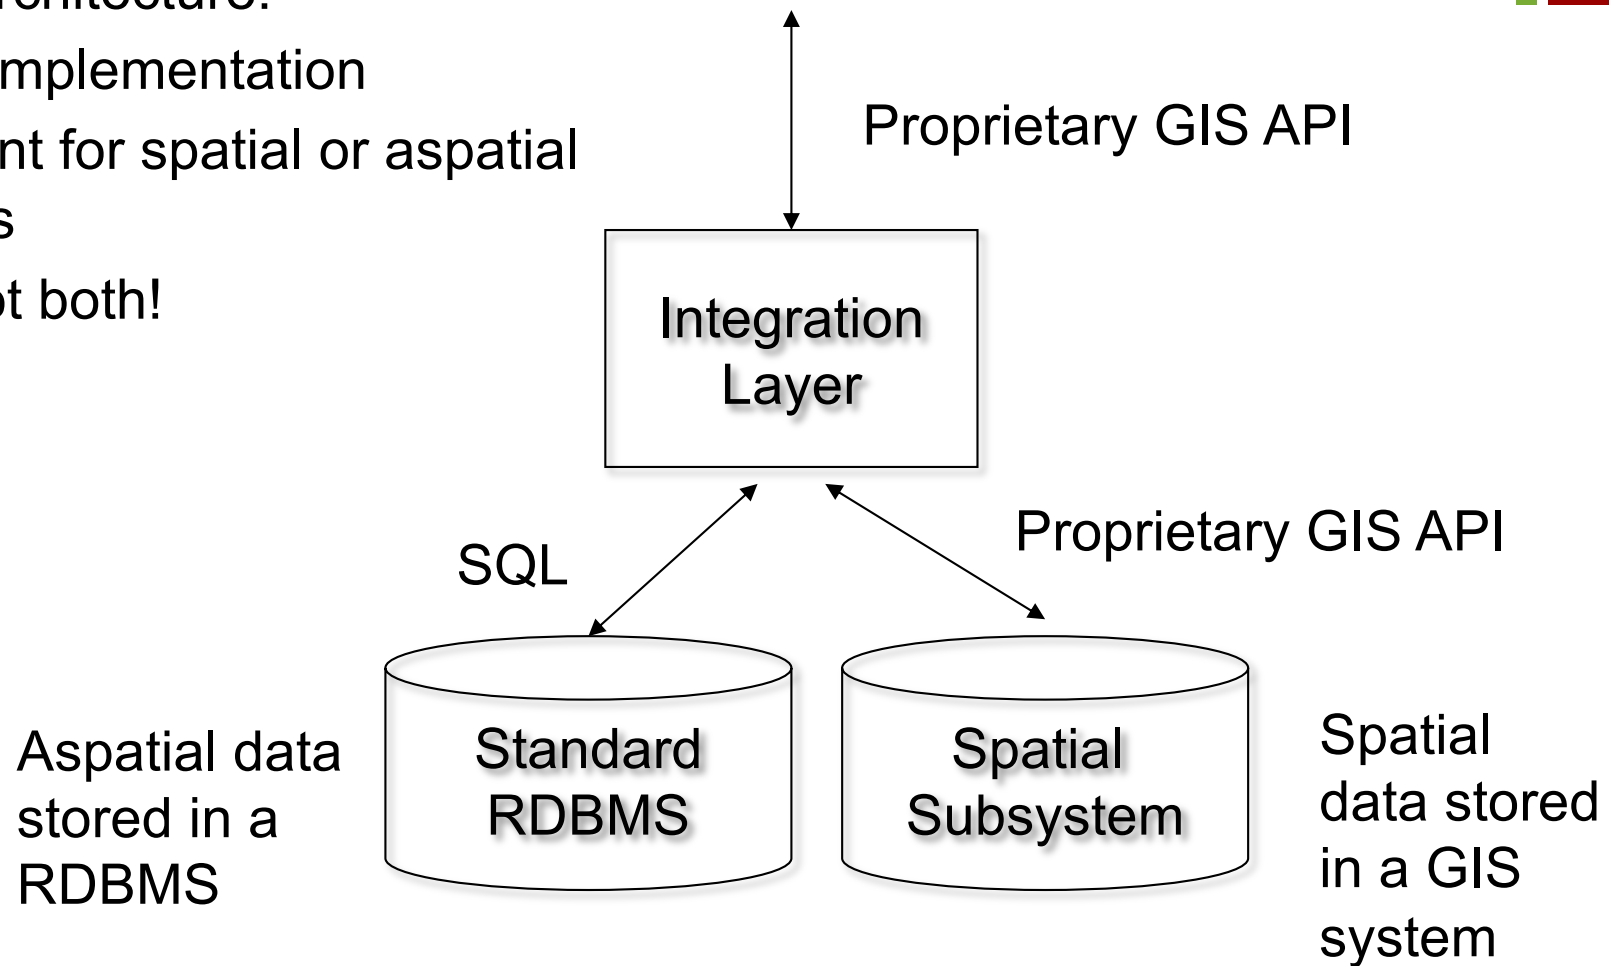 mplementation
nt for spatial or aspatial
s
ot both!
Proprietary GIS API
Integration
Layer
SQL
Proprietary GIS API
Standard
RDBMS
Spatial
Subsystem
Aspatial data
stored in a
RDBMS
Spatial
data stored
in a GIS
system